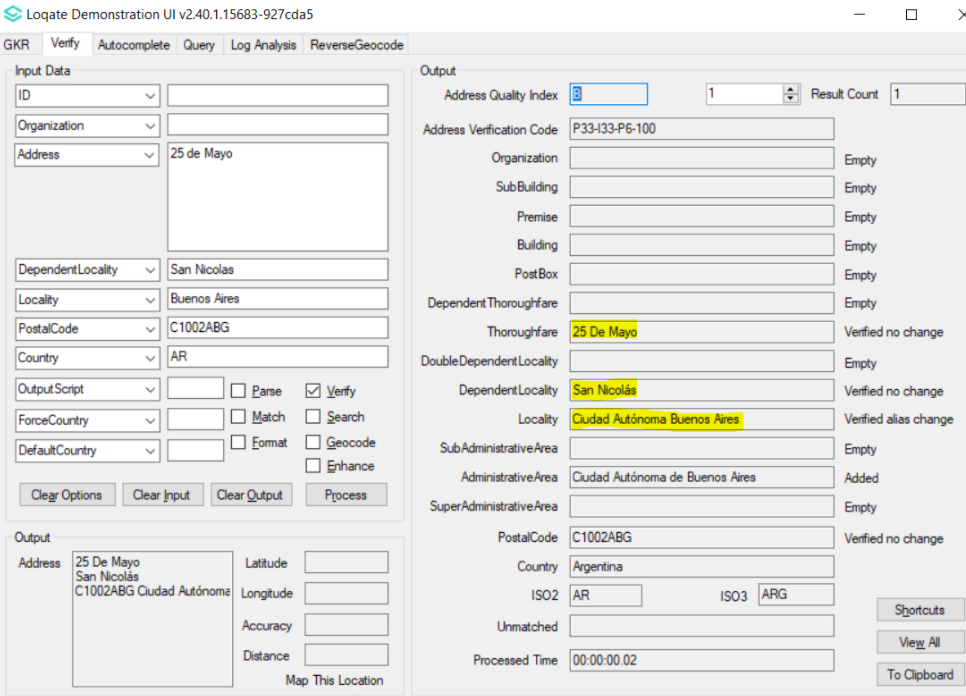 Loqate Demonstration UI v2.40.1.15683-927cda5
GKR Verify Autocomplete Query Log Analysis ReverseGeocode
Input Data
ID
Organization
Address 25 de Mayo
DependentLocality San Nicolas
Locality Buenos Aires
PostalCode C1002ABG
Country AR
OutputScript Parse Verify
ForceCountry Match Search
DefaultCountry Format Geocode
Enhance
Clear Options Clear Input Clear Output Process
Output
Address 25 De Mayo
San Nicolás
C1002ABG Ciudad Autónoma
Latitude
Longitude
Accuracy
Distance
Map This Location
Output
Address Quality Index B 1 Result Count 1
Address Verification Code P33-I33-P6-100
Organization Empty
SubBuilding Empty
Premise Empty
Building Empty
PostBox Empty
DependentThoroughfare Empty
Thoroughfare 25 De Mayo Verified no change
DoubleDependentLocality Empty
DependentLocality San Nicolás Verified no change
Locality Ciudad Autónoma Buenos Aires Verified alias change
SubAdministrativeArea Empty
AdministrativeArea Ciudad Autónoma de Buenos Aires Added
SuperAdministrativeArea Empty
PostalCode C1002ABG Verified no change
Country Argentina
ISO2 AR ISO3 ARG
Unmatched
Processed Time 00:00:00.02
Shortcuts
View All
To Clipboard